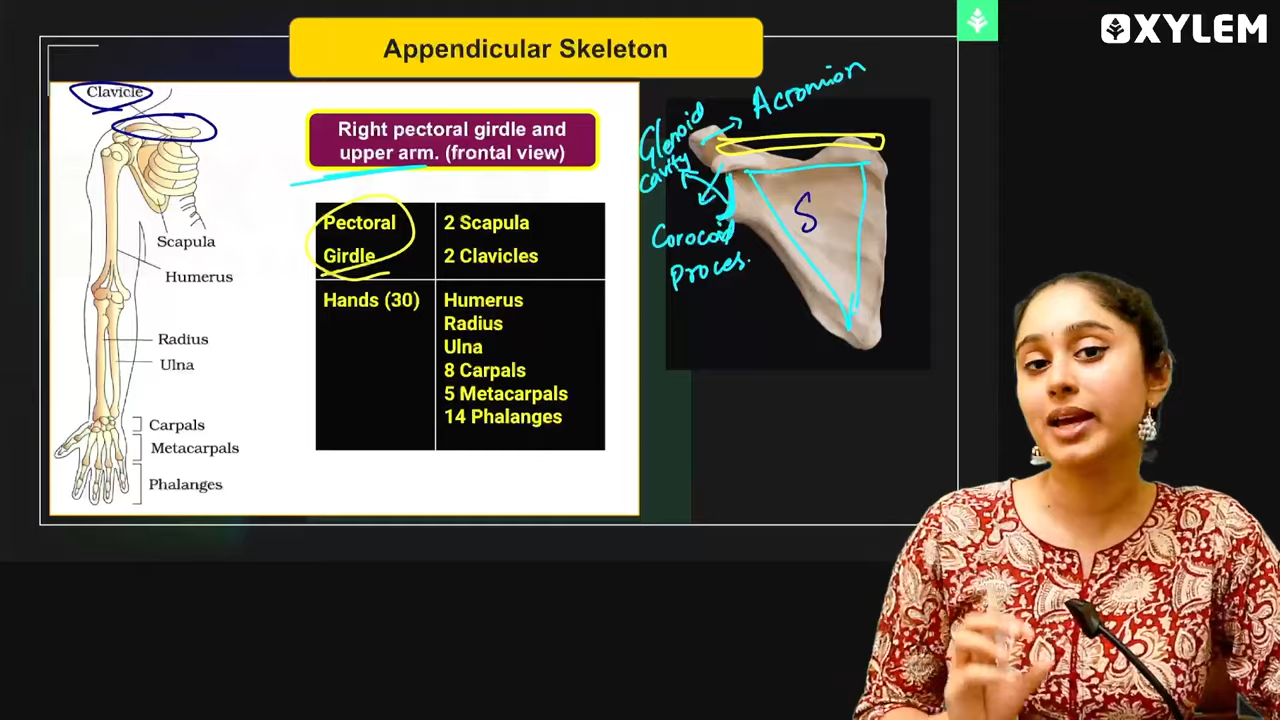 Appendicular Skeleton
XYLEM
Clavicle
Scapula
Humerus
Radius
Ulna
Carpals
Metacarpals
Phalanges
Right pectoral girdle and
upper arm. (frontal view)
Pectoral
Girdle
2 Scapula
2 Clavicles
Hands (30)
Humerus
Radius
Ulna
8 Carpals
5 Metacarpals
14 Phalanges
Acromion
Glenoid
cavity
Corocoid
Proces.
S